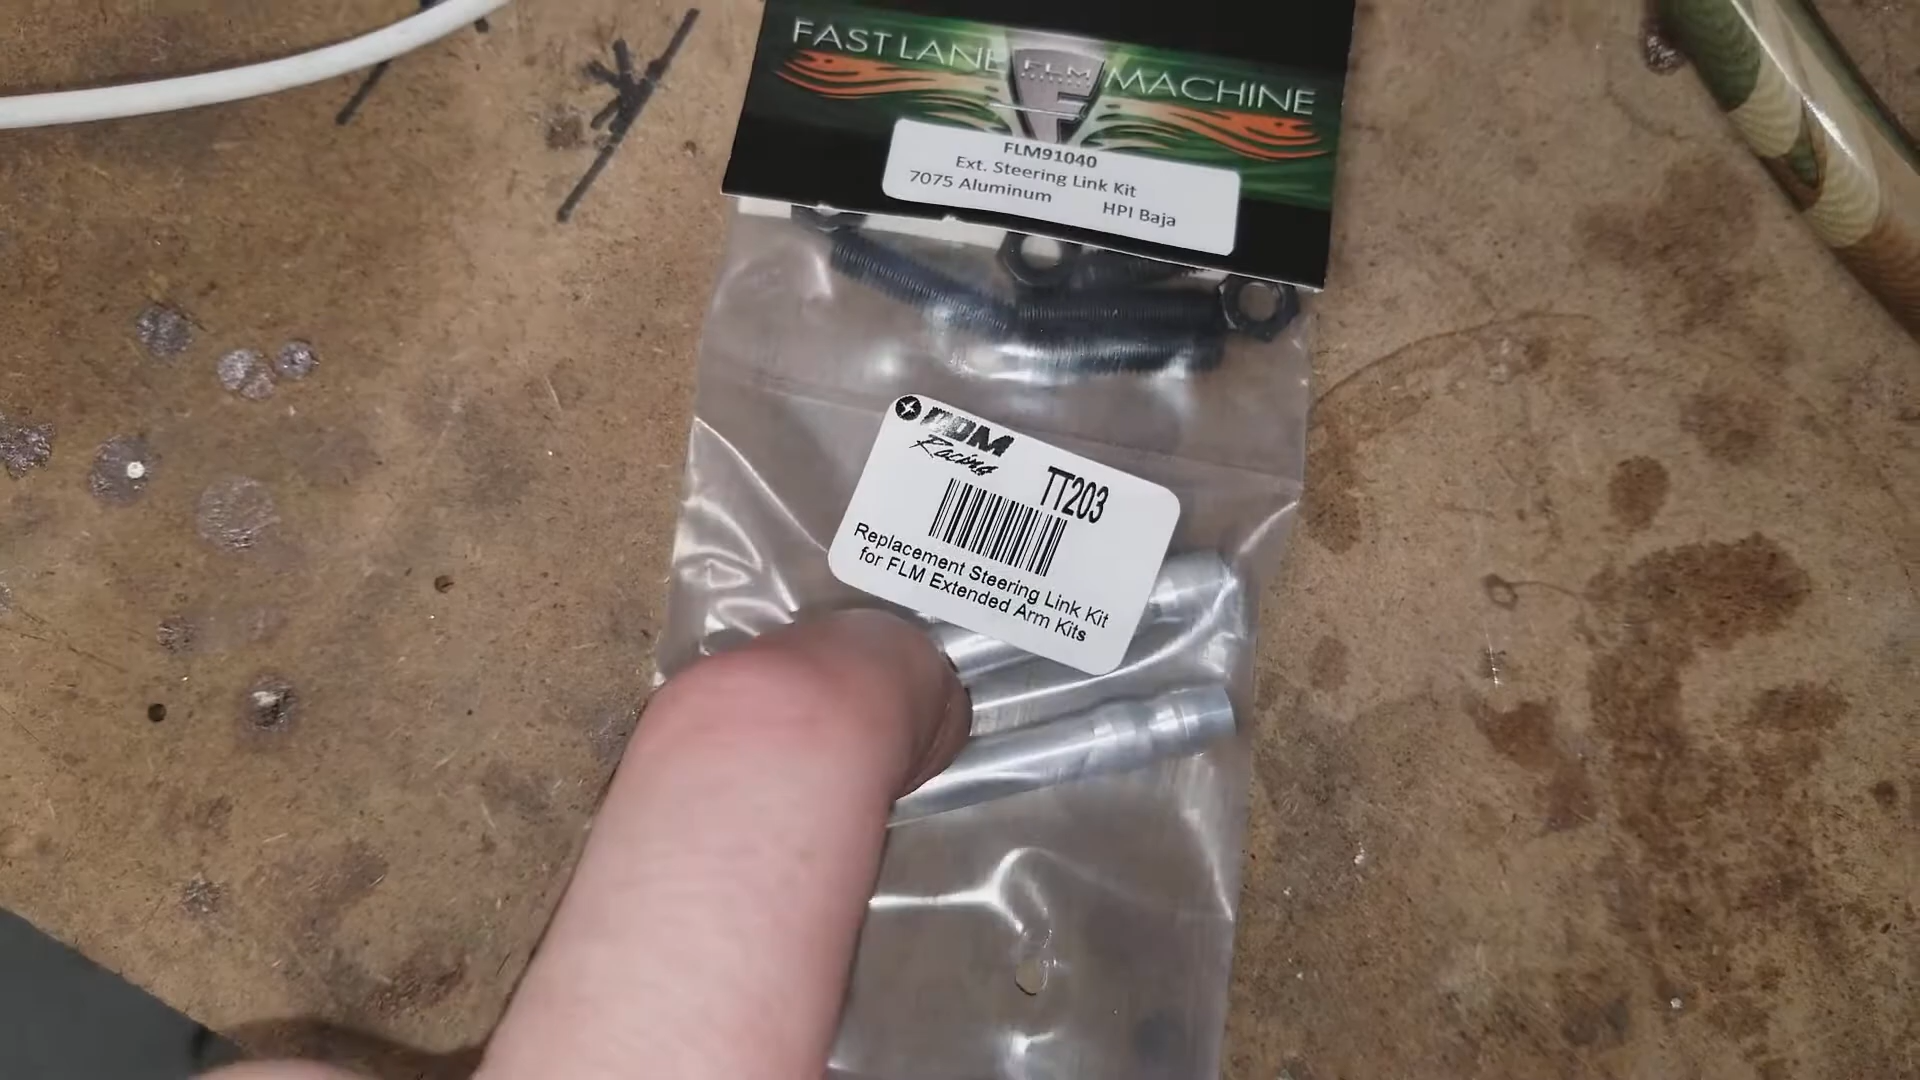 FAST LANE FLM MACHINE
FLM91040
Ext. Steering Link Kit
7075 Aluminum HPI Baja
DDM
Racing
TT203
Replacement Steering Link Kit
for FLM Extended Arm Kits